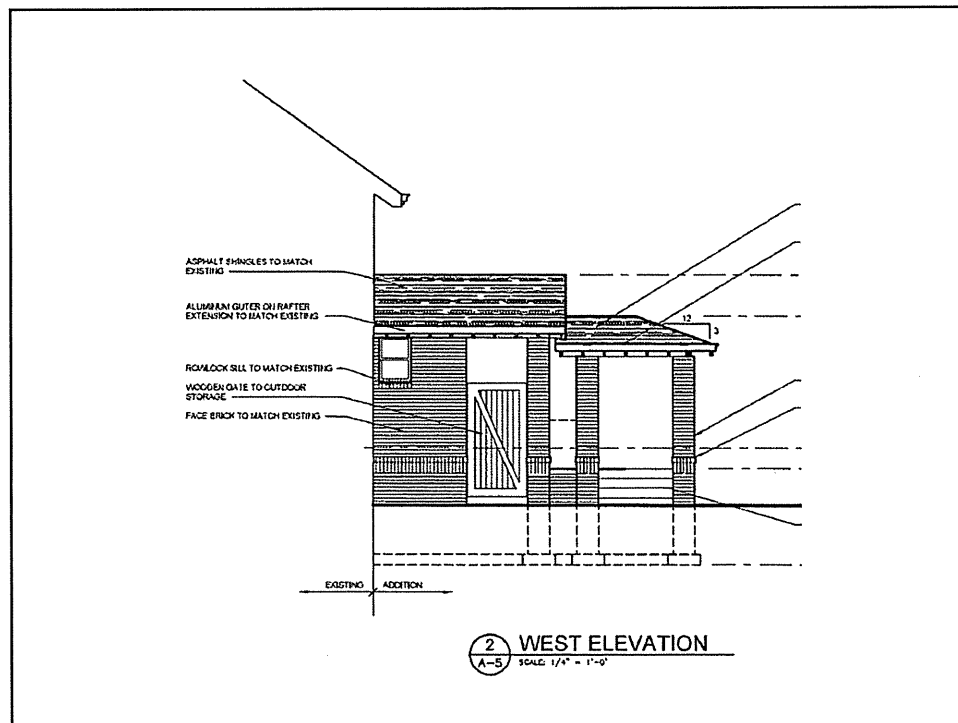 ASPHALT SHINGLES TO MATCH
EXISTING
ALUMINUM GUTER ON RAFTER
EXTENSION TO MATCH EXISTING
ROWLOCK SILL TO MATCH EXISTING
WOODEN GATE TO OUTDOOR
STORAGE
FACE BRICK TO MATCH EXISTING
12
3
EXISTING
ADDITION
2
A-5
WEST ELEVATION
SCALE: 1/4" = 1'-0"